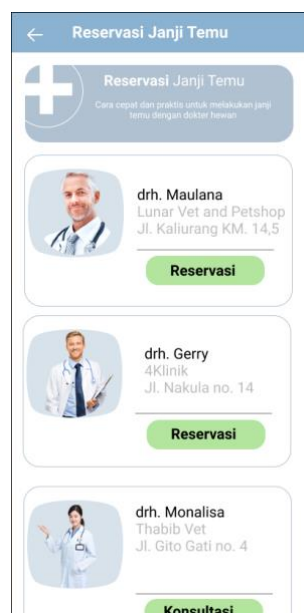 Reservasi Janji Temu
Reservasi Janji Temu
Cara cepat dan praktis untuk melakukan janji
temu dengan dokter hewan
drh. Maulana
Lunar Vet and Petshop
Jl. Kaliurang KM. 14,5
Reservasi
drh. Gerry
4Klinik
Jl. Nakula no. 14
Reservasi
drh. Monalisa
Thabib Vet
Jl. Gito Gati no. 4
Konsultasi